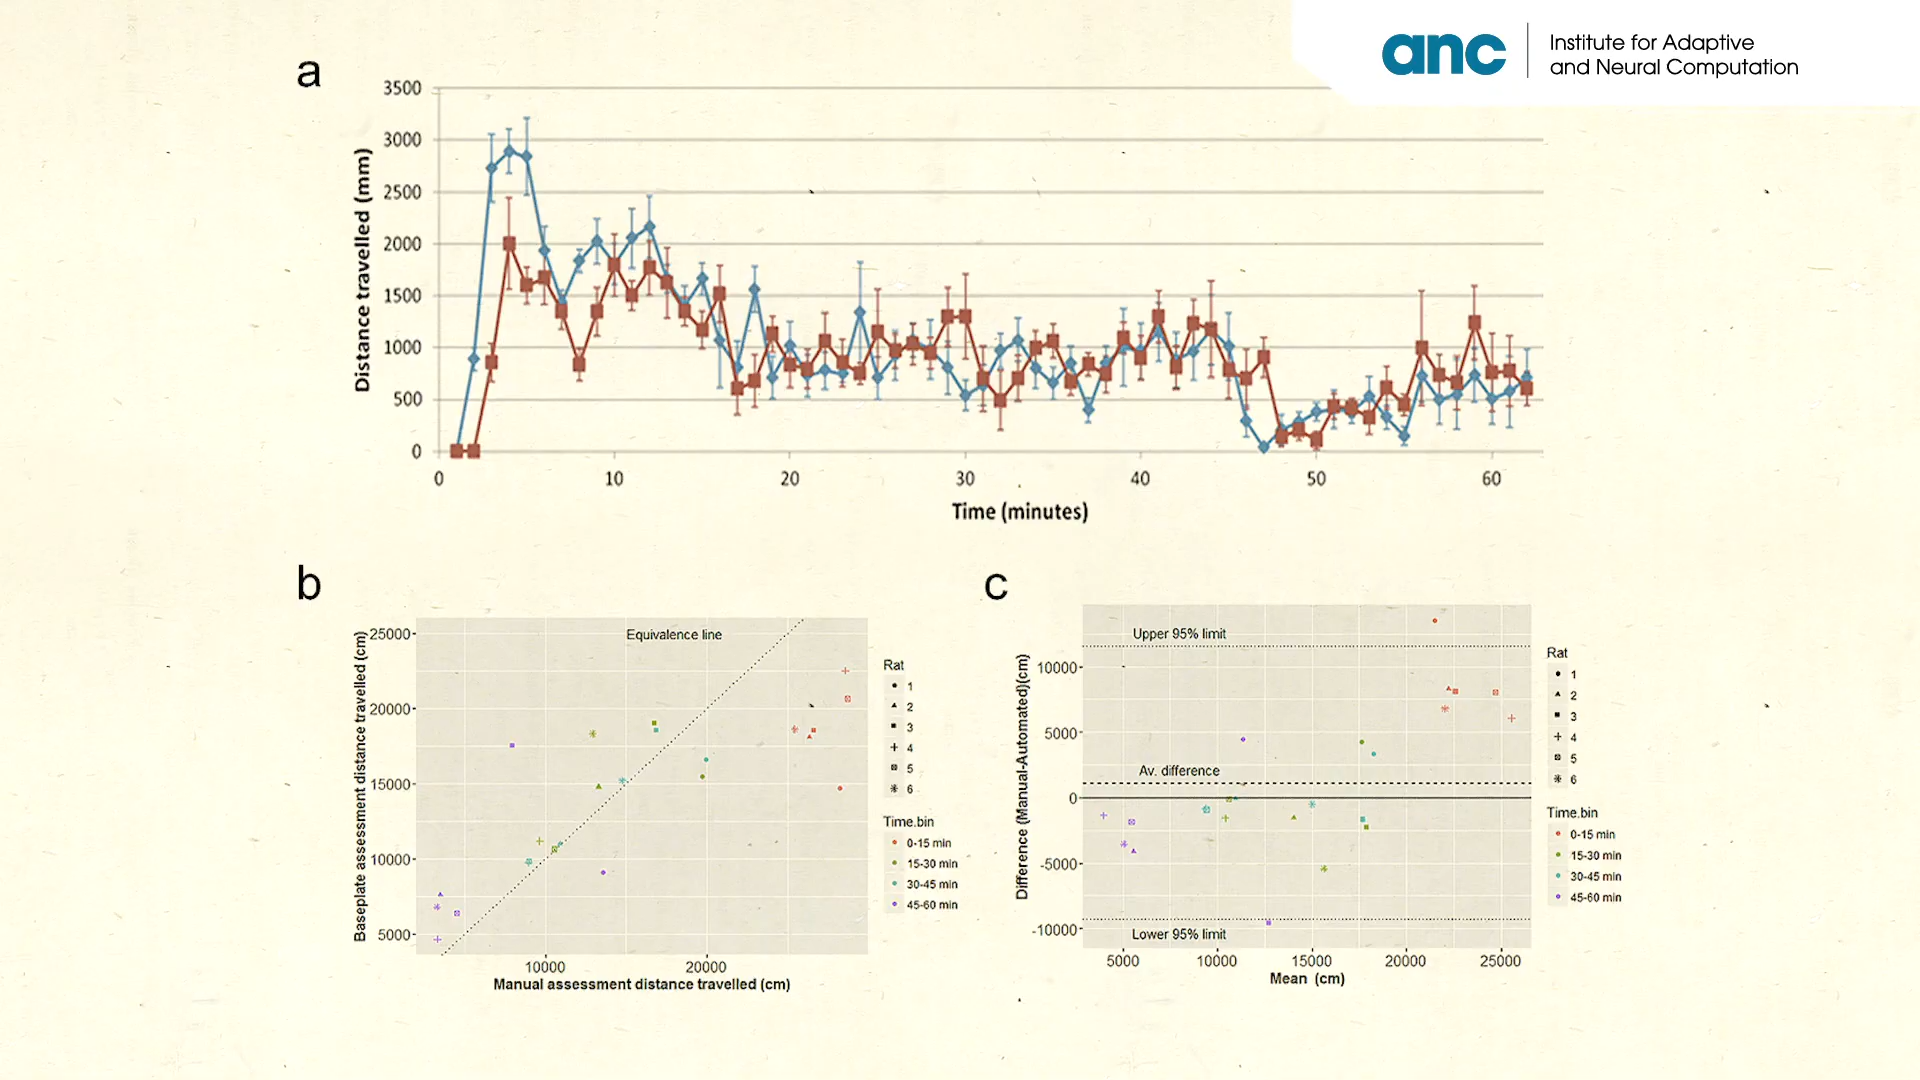 anc
Institute for Adaptive
and Neural Computation
a
3500
3000
2500
2000
1500
1000
500
0
Distance travelled (mm)
0 10 20 30 40 50 60
Time (minutes)
b
Equivalence line
25000
20000
15000
10000
5000
Baseplate assessment distance travelled (cm)
10000 20000
Manual assessment distance travelled (cm)
Rat
1
2
3
4
5
6
Time.bin
0-15 min
15-30 min
30-45 min
45-60 min
c
Upper 95% limit
Av. difference
Lower 95% limit
10000
5000
0
-5000
-10000
Difference (Manual-Automated)(cm)
5000 10000 15000 20000 25000
Mean (cm)
Rat
1
2
3
4
5
6
Time.bin
0-15 min
15-30 min
30-45 min
45-60 min